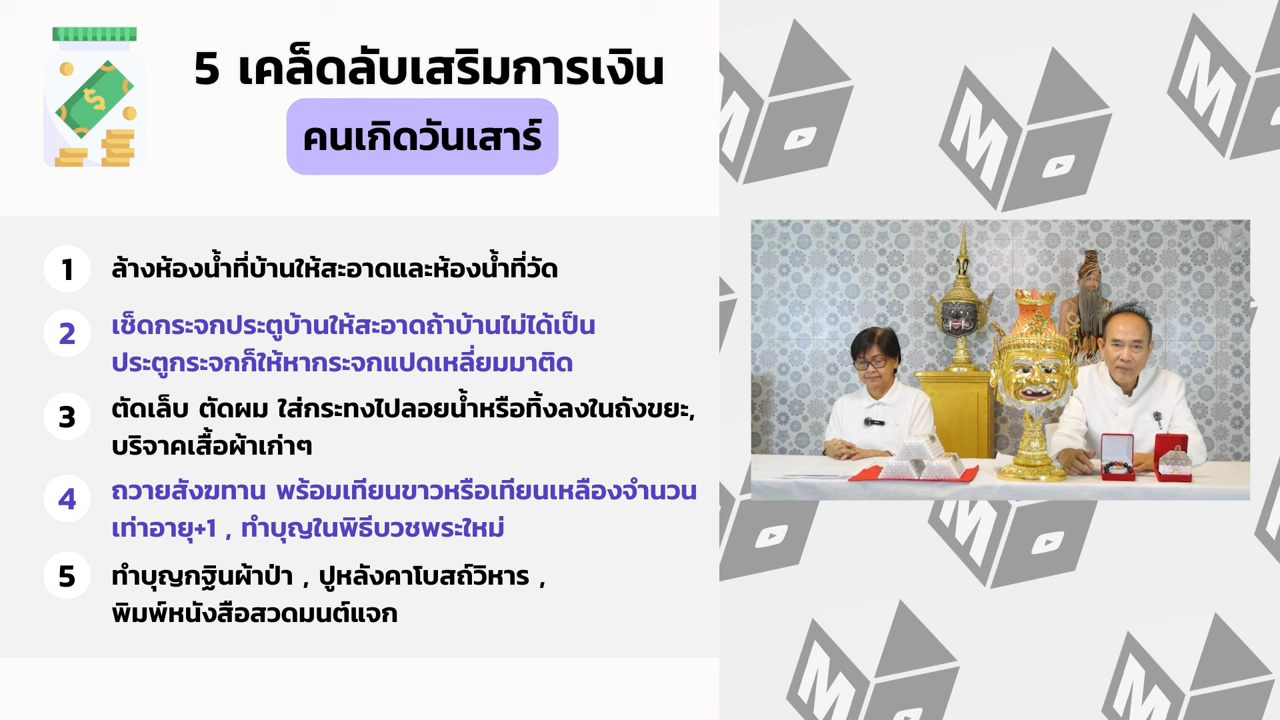 5 เคล็ดลับเสริมการเงิน
คนเกิดวันเสาร์
1 ล้างห้องน้ำที่บ้านให้สะอาดและห้องน้ำที่วัด
2 เช็ดกระจกประตูบ้านให้สะอาดถ้าบ้านไม่ได้เป็น
ประตูกระจกก็ให้หากระจกแปดเหลี่ยมมาติด
3 ตัดเล็บ ตัดผม ใส่กระทงไปลอยน้ำหรือทิ้งลงในถังขยะ,
บริจาคเสื้อผ้าเก่าๆ
4 ถวายสังฆทาน พร้อมเทียนขาวหรือเทียนเหลืองจำนวน
เท่าอายุ+1 , ทำบุญในพิธีบวชพระใหม่
5 ทำบุญกฐินผ้าป่า , ปูหลังคาโบสถ์วิหาร ,
พิมพ์หนังสือสวดมนต์แจก
M
M
M
M
M
M
M